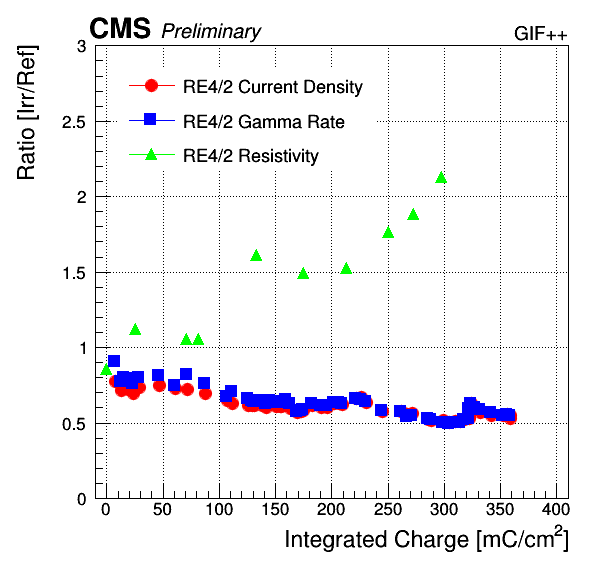 CMS Preliminary GIF++
Ratio [Irr/Ref]
3
2.5
2
1.5
1
0.5
0
RE4/2 Current Density
RE4/2 Gamma Rate
RE4/2 Resistivity
0 50 100 150 200 250 300 350 400
Integrated Charge [mC/cm²]